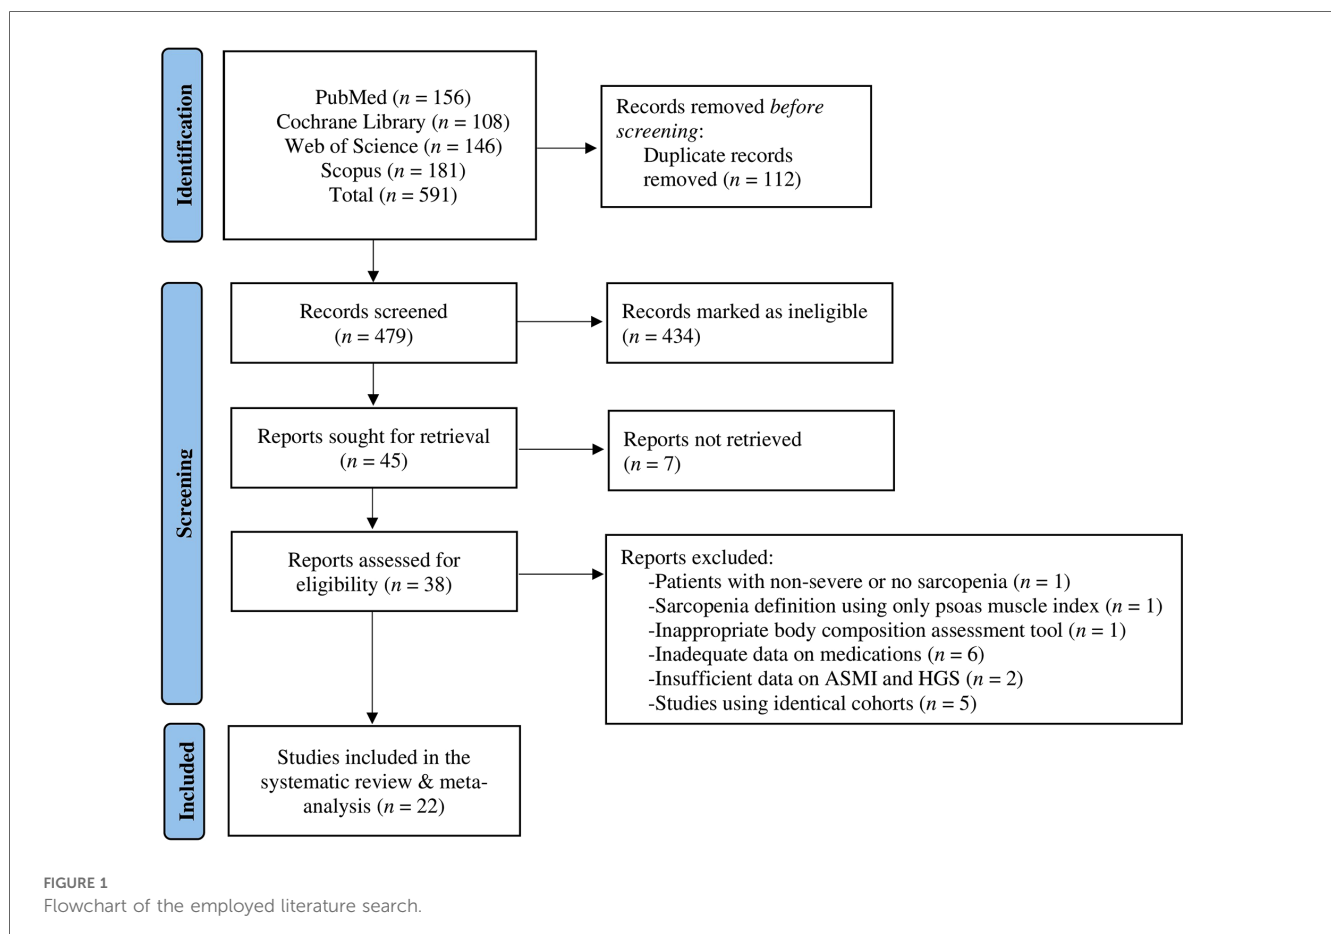 Identification
PubMed (n = 156)
Cochrane Library (n = 108)
Web of Science (n = 146)
Scopus (n = 181)
Total (n = 591)
Records removed before
screening:
Duplicate records
removed (n = 112)
Screening
Records screened
(n = 479)
Records marked as ineligible
(n = 434)
Reports sought for retrieval
(n = 45)
Reports not retrieved
(n = 7)
Reports assessed for
eligibility (n = 38)
Reports excluded:
-Patients with non-severe or no sarcopenia (n = 1)
-Sarcopenia definition using only psoas muscle index (n = 1)
-Inappropriate body composition assessment tool (n = 1)
-Inadequate data on medications (n = 6)
-Insufficient data on ASMI and HGS (n = 2)
-Studies using identical cohorts (n = 5)
Included
Studies included in the
systematic review & meta-
analysis (n = 22)
FIGURE 1
Flowchart of the employed literature search.